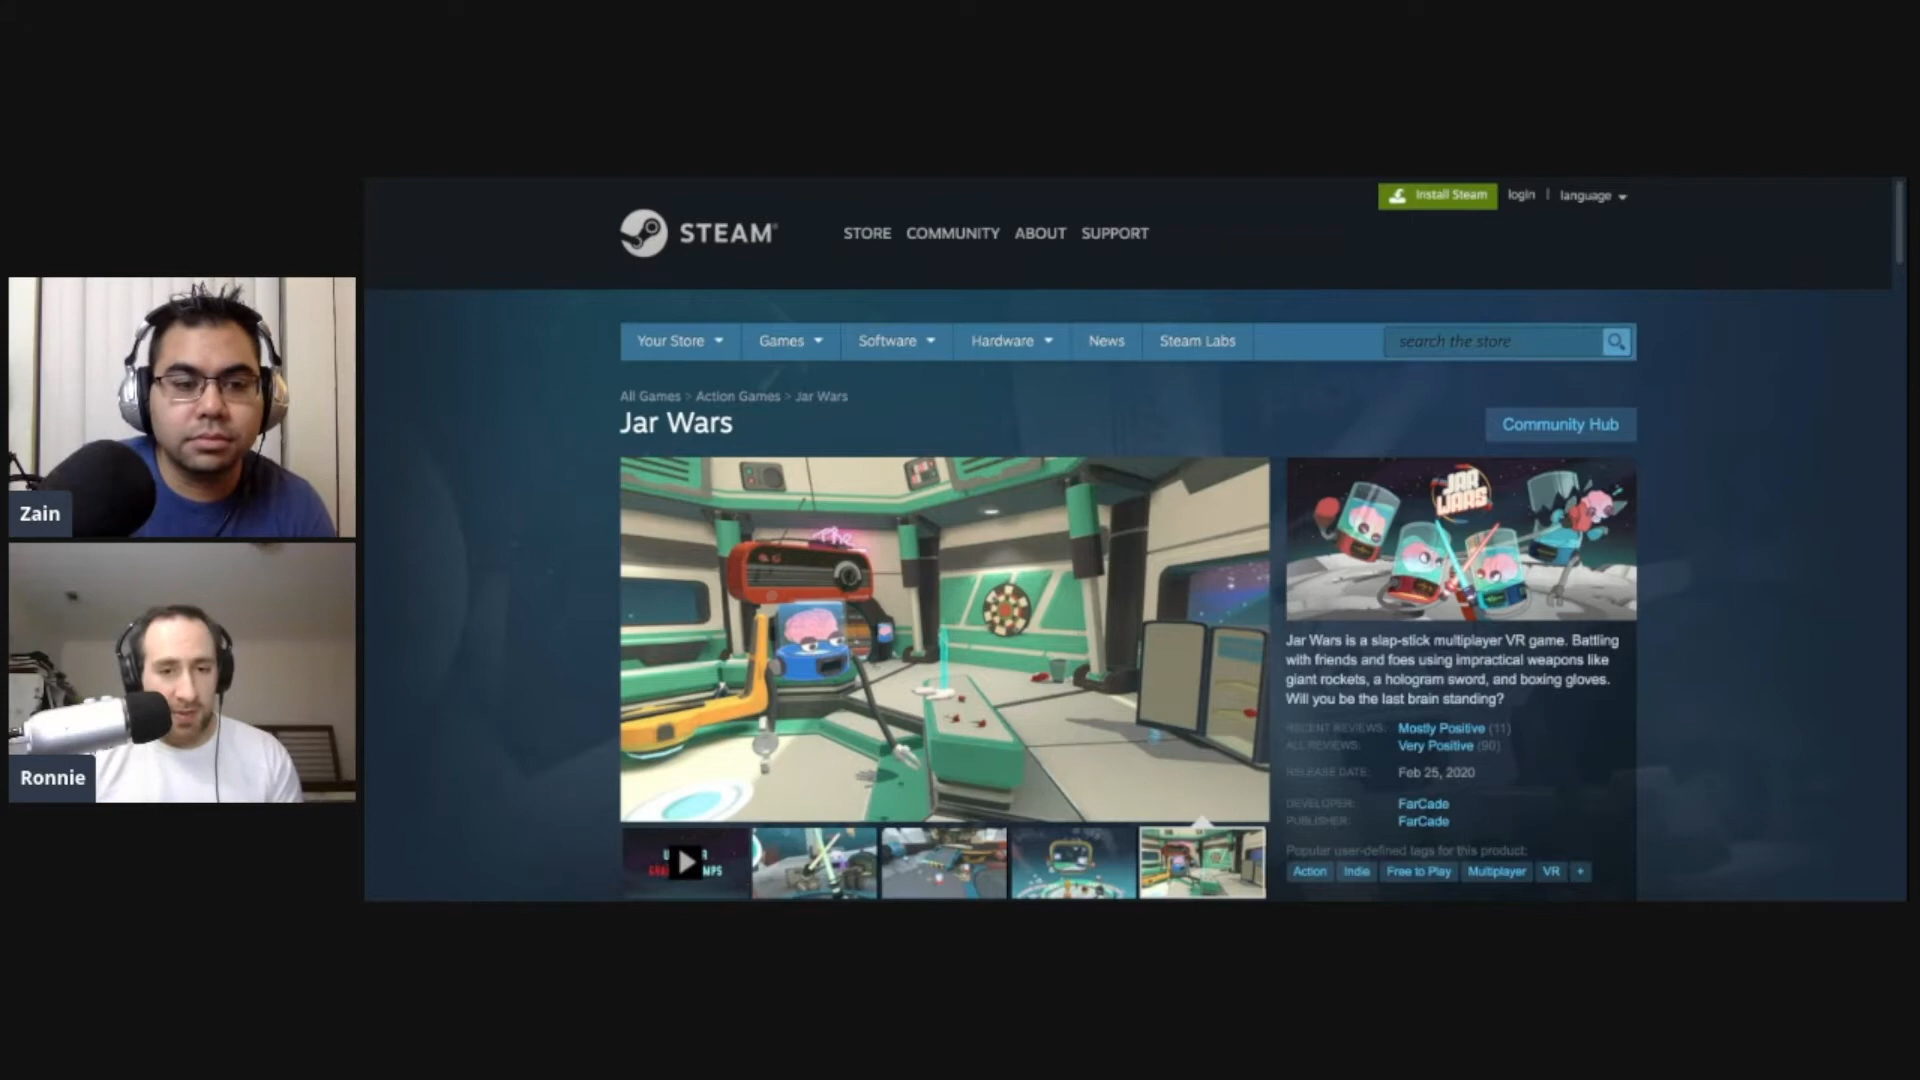 Install Steam login | language
STEAM®
STORE COMMUNITY ABOUT SUPPORT
Your Store Games Software Hardware News Steam Labs search the store
All Games > Action Games > Jar Wars
Jar Wars
Community Hub
The
JAR WARS
Jar Wars is a slap-stick multiplayer VR game. Battling
with friends and foes using impractical weapons like
giant rockets, a hologram sword, and boxing gloves.
Will you be the last brain standing?
RECENT REVIEWS: Mostly Positive (11)
ALL REVIEWS: Very Positive (90)
RELEASE DATE: Feb 25, 2020
DEVELOPER: FarCade
PUBLISHER: FarCade
Popular user-defined tags for this product:
Action Indie Free to Play Multiplayer VR +
Zain
Ronnie